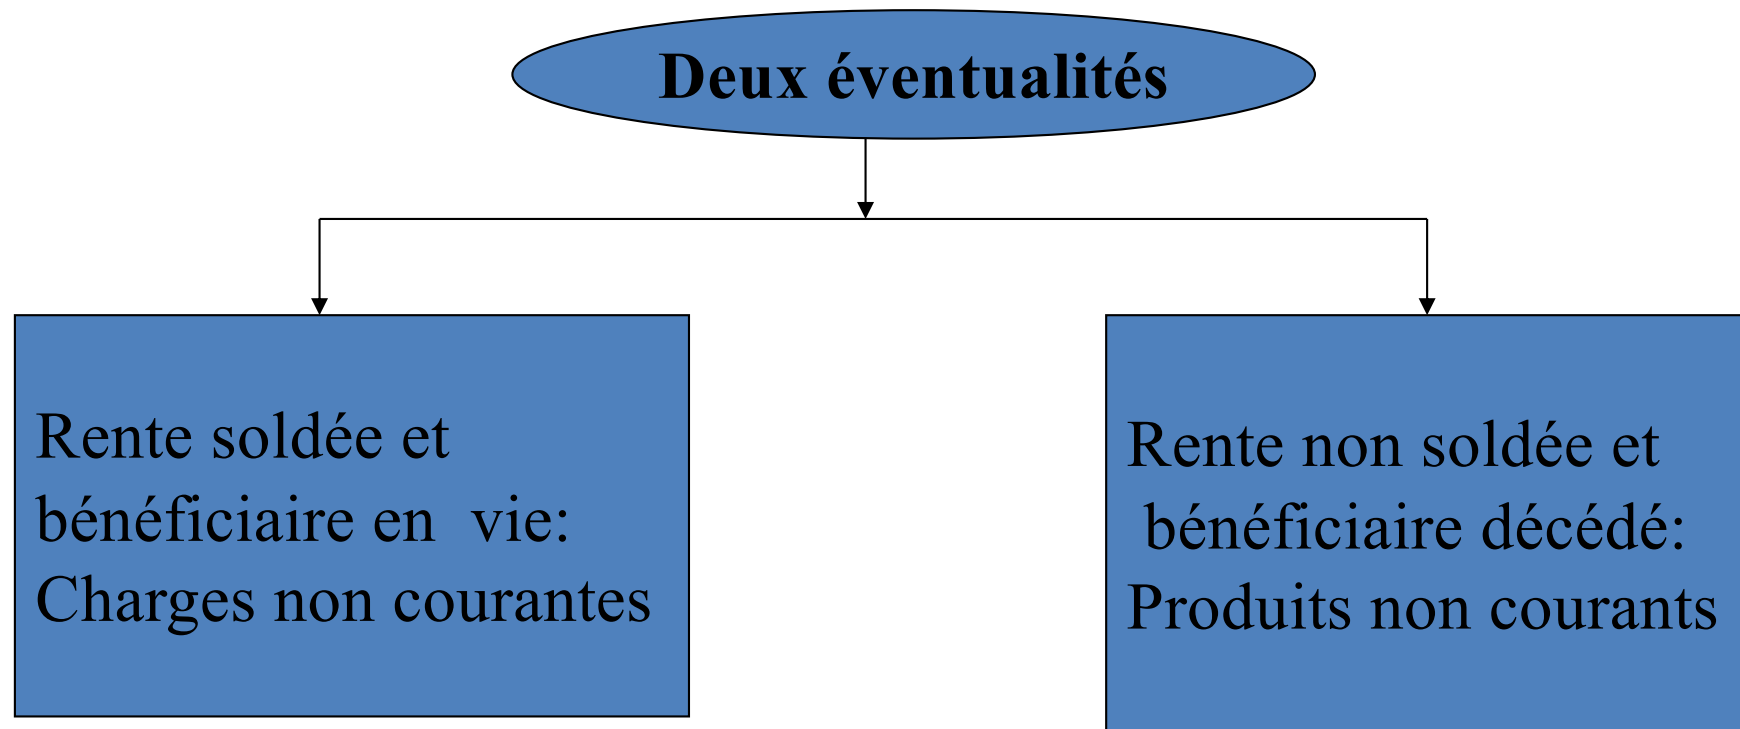 Deux éventualités
Rente soldée et
bénéficiaire en  vie:
Charges non courantes
Rente non soldée et
bénéficiaire décédé:
Produits non courants